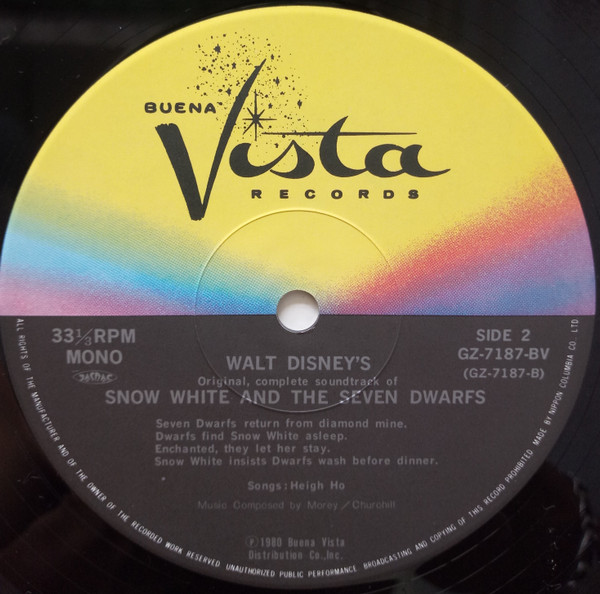 BUENA
Vista
RECORDS
33⅓ RPM
MONO
SIDE 2
GZ-7187-BV
(GZ-7187-B)
WALT DISNEY'S
Original, complete soundtrack of
SNOW WHITE AND THE SEVEN DWARFS
Seven Dwarfs return from diamond mine.
Dwarfs find Snow White asleep.
Enchanted, they let her stay.
Snow White insists Dwarfs wash before dinner.
Songs: Heigh Ho
Music Composed by Morey / Churchill
Ⓟ1980 Buena Vista
Distribution Co., Inc.
ALL RIGHTS OF THE MANUFACTURER AND OF THE OWNER OF THE RECORDED WORK RESERVED UNAUTHORIZED PUBLIC PERFORMANCE BROADCASTING AND COPYING OF THIS RECORD PROHIBITED MADE BY NIPPON COLUMBIA CO., LTD